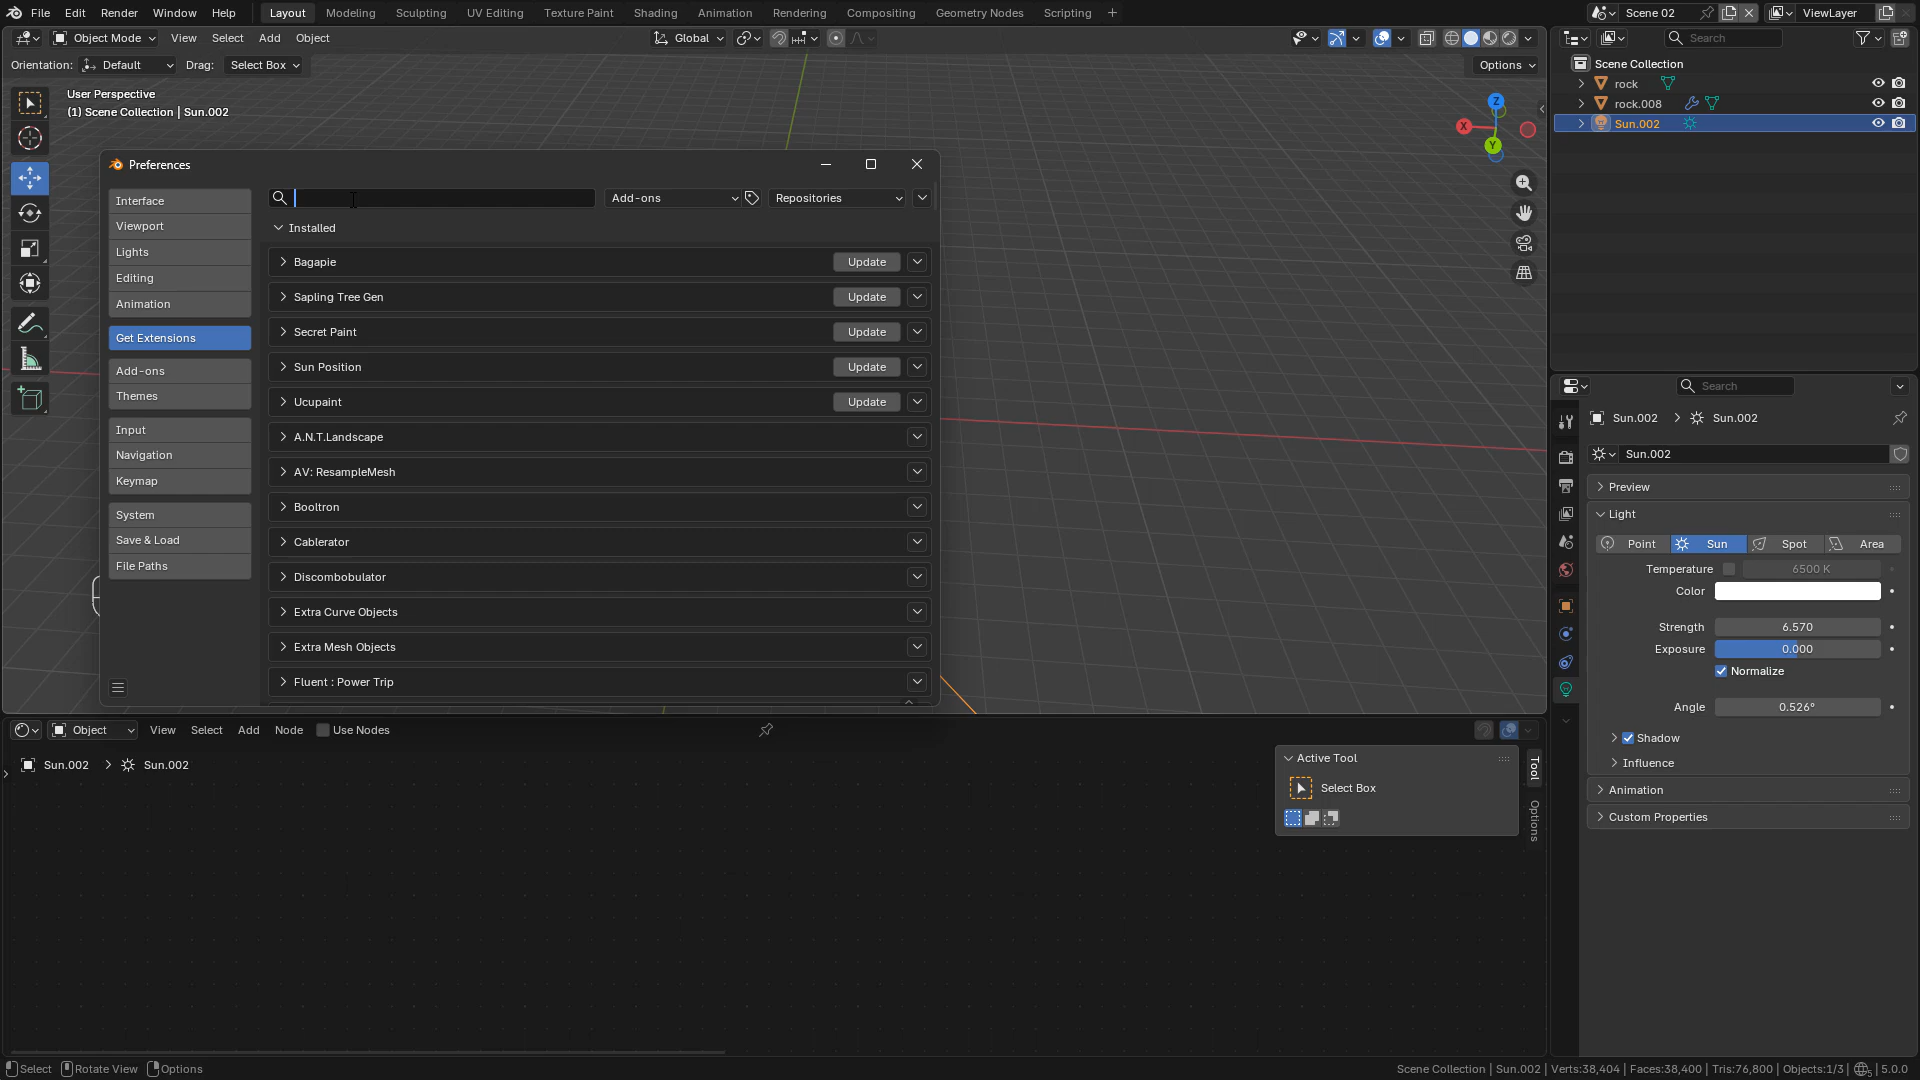 File Edit Render Window Help Layout Modeling Sculpting UV Editing Texture Paint Shading Animation Rendering Compositing Geometry Nodes Scripting Scene 02 ViewLayer
Object Mode View Select Add Object Global Search
Orientation: Default Drag: Select Box Options
User Perspective
(1) Scene Collection | Sun.002
Z
X
Y
Scene Collection
rock
rock.008
Sun.002
Preferences
Interface
Viewport
Lights
Editing
Animation
Get Extensions
Add-ons
Themes
Input
Navigation
Keymap
System
Save & Load
File Paths
Add-ons Repositories
Installed
Bagapie Update
Sapling Tree Gen Update
Secret Paint Update
Sun Position Update
Ucupaint Update
A.N.T.Landscape
AV: ResampleMesh
Booltron
Cablerator
Discombobulator
Extra Curve Objects
Extra Mesh Objects
Fluent : Power Trip
Search
Sun.002 Sun.002
Sun.002
Preview
Light
Point Sun Spot Area
Temperature 6500 K
Color
Strength 6.570
Exposure 0.000
Normalize
Angle 0.526°
Shadow
Influence
Animation
Custom Properties
Object View Select Add Node Use Nodes
Sun.002 Sun.002
Active Tool
Select Box
Tool
Options
Select Rotate View Options
Scene Collection | Sun.002 | Verts:38,404 | Faces:38,400 | Tris:76,800 | Objects:1/3 | 5 | 5.0.0